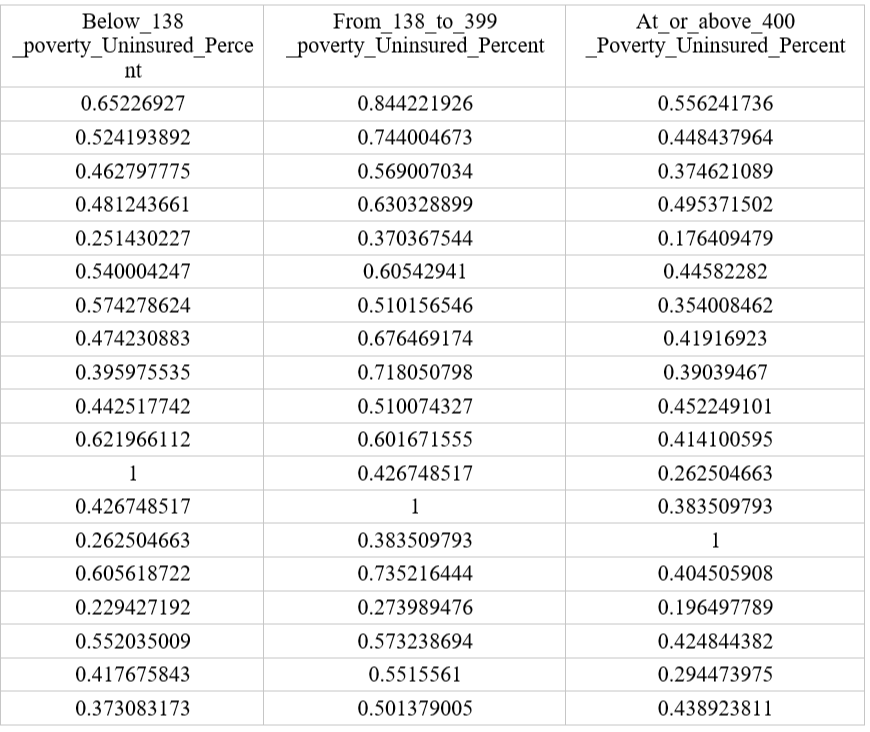 Below_138 From_138_to_399 At_or_above_400
_poverty_Uninsured_Perce _poverty_Uninsured_Percent _Poverty_Uninsured_Percent
nt
0.65226927 0.844221926 0.556241736
0.524193892 0.744004673 0.448437964
0.462797775 0.569007034 0.374621089
0.481243661 0.630328899 0.495371502
0.251430227 0.370367544 0.176409479
0.540004247 0.60542941 0.44582282
0.574278624 0.510156546 0.354008462
0.474230883 0.676469174 0.41916923
0.395975535 0.718050798 0.39039467
0.442517742 0.510074327 0.452249101
0.621966112 0.601671555 0.414100595
1 0.426748517 0.262504663
0.426748517 1 0.383509793
0.262504663 0.383509793 1
0.605618722 0.735216444 0.404505908
0.229427192 0.273989476 0.196497789
0.552035009 0.573238694 0.424844382
0.417675843 0.5515561 0.294473975
0.373083173 0.501379005 0.438923811